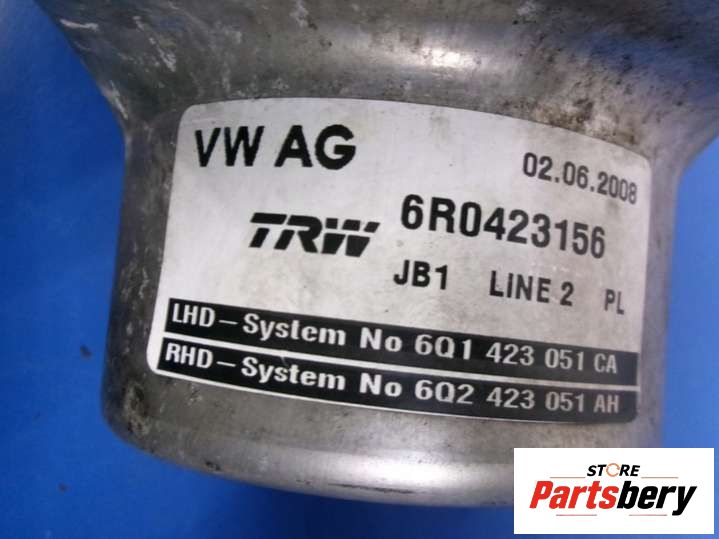 VW AG
02.06.2008
TRW 6R0423156
JB1 LINE 2 PL
LHD-System No 6Q1 423 051 CA
RHD-System No 6Q2 423 051 AH
STORE
Partsbery